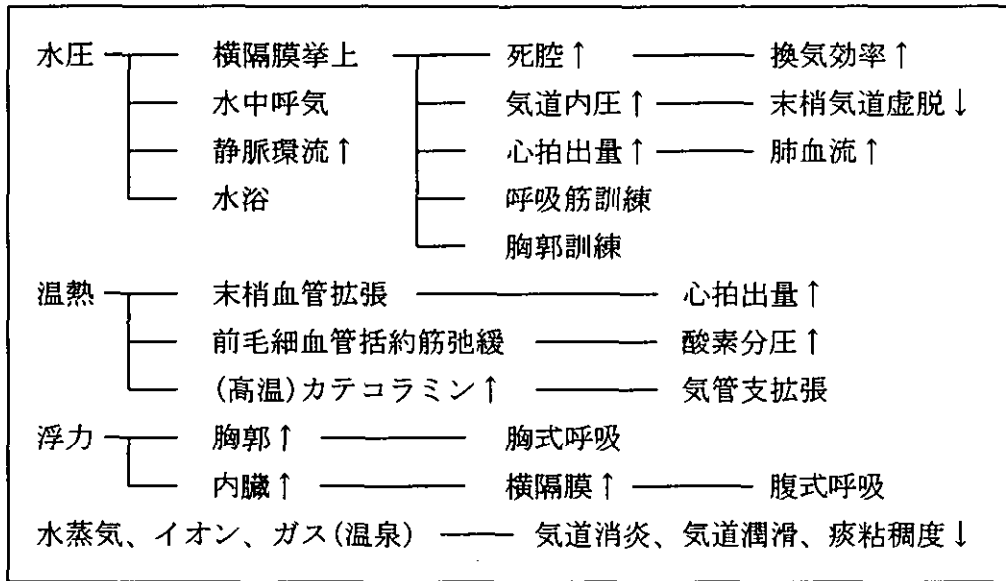 水圧 横隔膜挙上 死腔↑ 換気効率↑
水中呼気 気道内圧↑ 末梢気道虚脱↓
静脈環流↑ 心拍出量↑ 肺血流↑
水浴 呼吸筋訓練
胸郭訓練
温熱 末梢血管拡張 心拍出量↑
前毛細血管括約筋弛緩 酸素分圧↑
(高温)カテコラミン↑ 気管支拡張
浮力 胸郭↑ 胸式呼吸
内臓↑ 横隔膜↑ 腹式呼吸
水蒸気、イオン、ガス(温泉) 気道消炎、気道潤滑、痰粘稠度↓